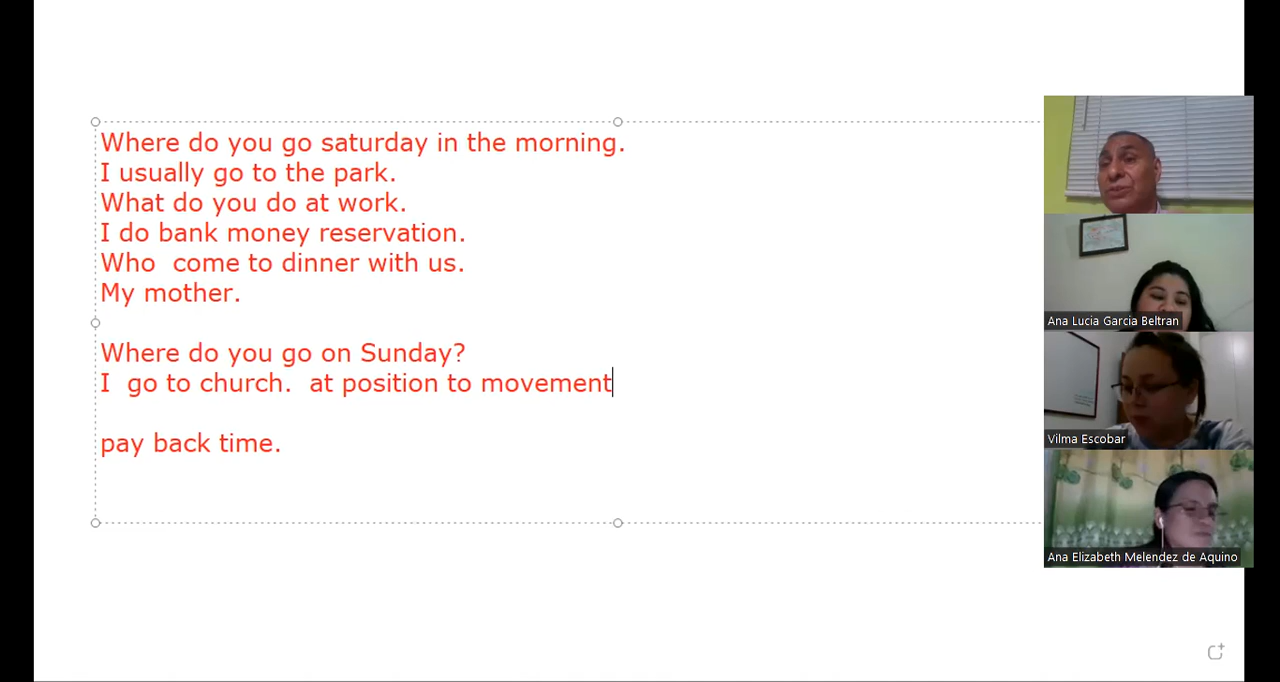 Where do you go saturday in the morning.
I usually go to the park.
What do you do at work.
I do bank money reservation.
Who  come to dinner with us.
My mother.
Where do you go on Sunday?
I  go to church.  at position to movement
pay back time.
Ana Lucia Garcia Beltran
Vilma Escobar
Ana Elizabeth Melendez de Aquino